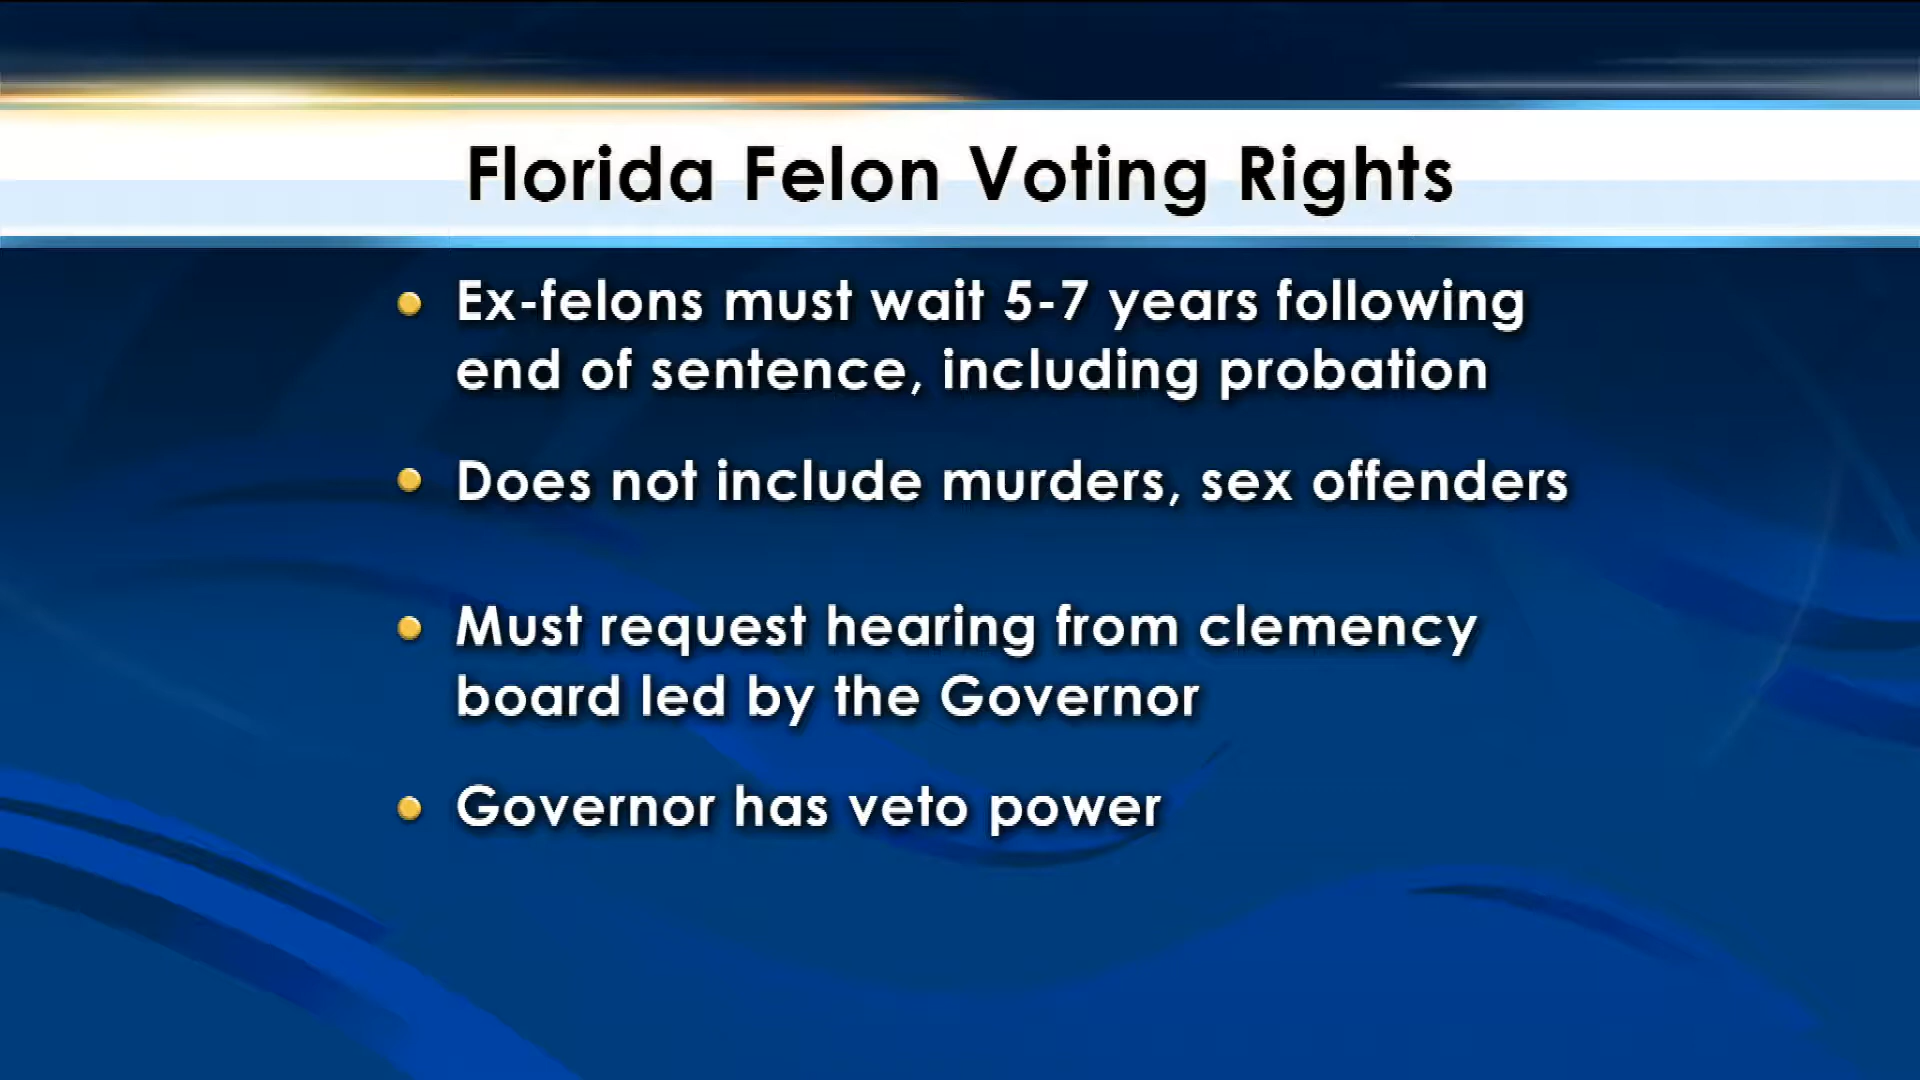 Florida Felon Voting Rights
• Ex-felons must wait 5-7 years following
end of sentence, including probation
• Does not include murders, sex offenders
• Must request hearing from clemency
board led by the Governor
• Governor has veto power